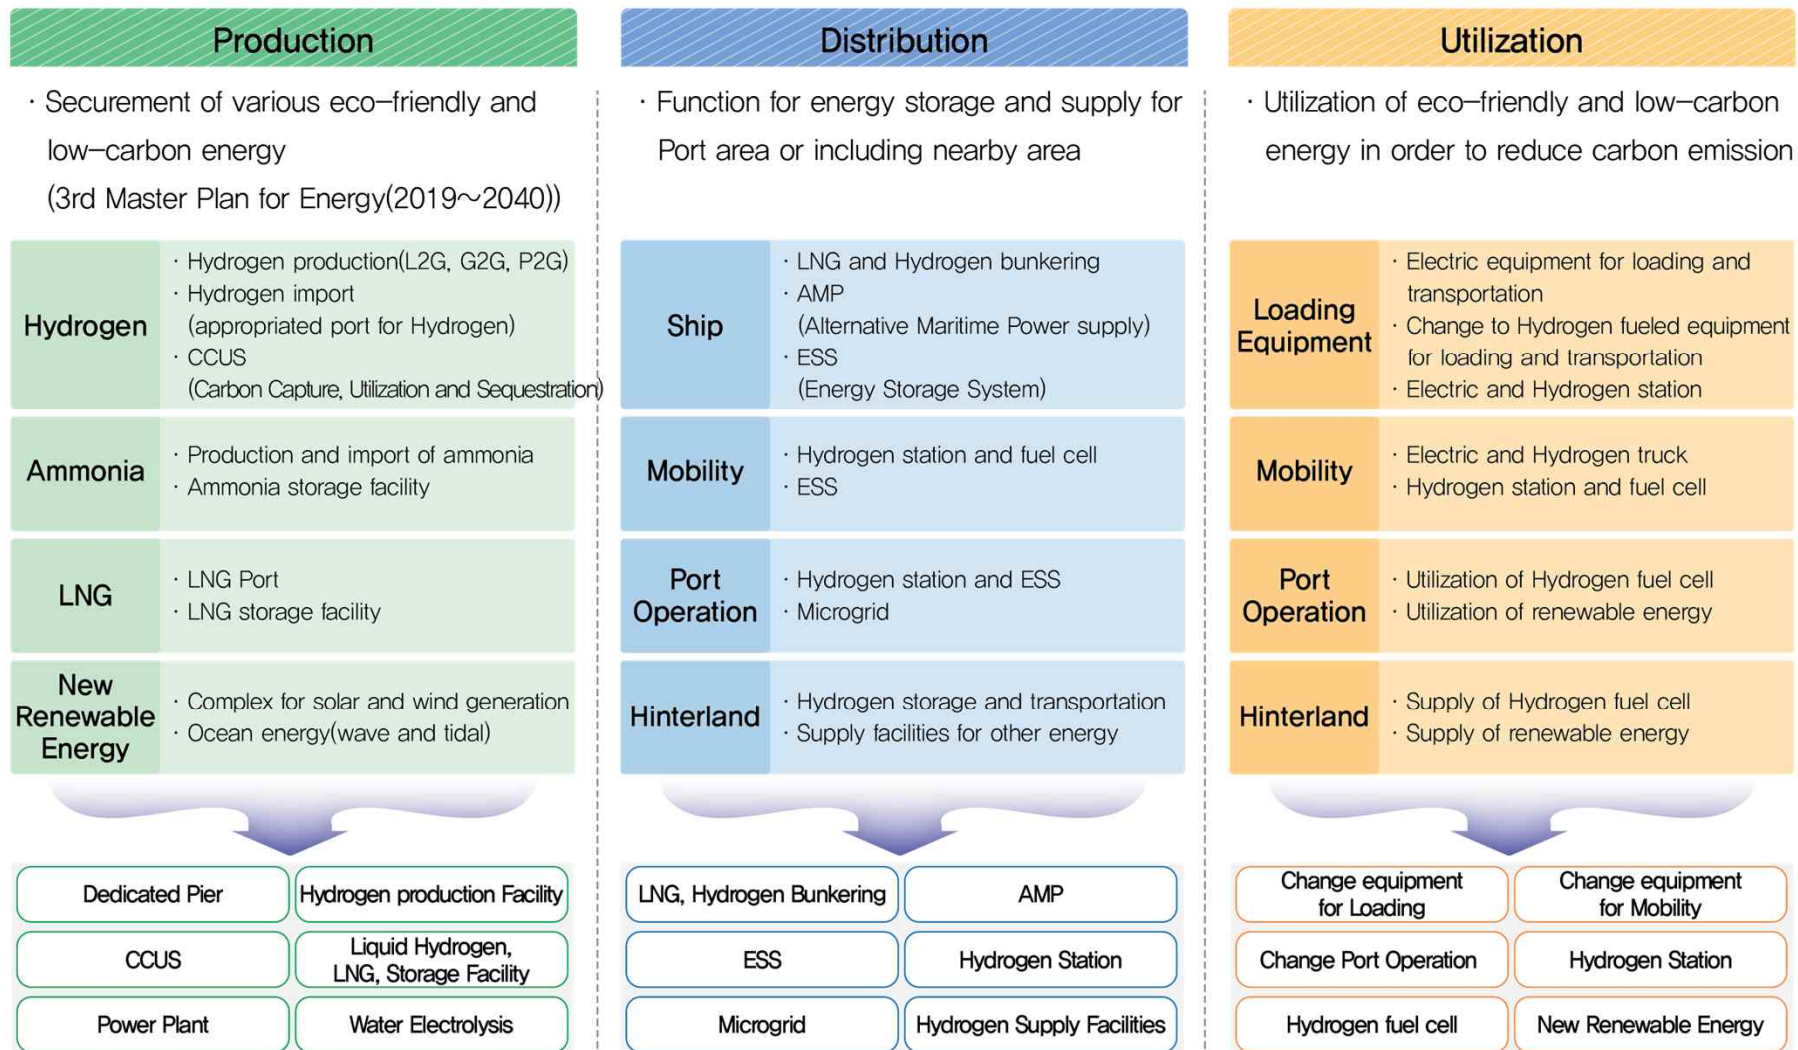 Production
· Securement of various eco-friendly and
low-carbon energy
(3rd Master Plan for Energy(2019~2040))
Hydrogen
· Hydrogen production(L2G, G2G, P2G)
· Hydrogen import
(appropriated port for Hydrogen)
· CCUS
(Carbon Capture, Utilization and Sequestration)
Ammonia
· Production and import of ammonia
· Ammonia storage facility
LNG
· LNG Port
· LNG storage facility
New
Renewable
Energy
· Complex for solar and wind generation
· Ocean energy(wave and tidal)
Dedicated Pier
Hydrogen production Facility
CCUS
Liquid Hydrogen,
LNG, Storage Facility
Power Plant
Water Electrolysis
Distribution
· Function for energy storage and supply for
Port area or including nearby area
Ship
· LNG and Hydrogen bunkering
· AMP
(Alternative Maritime Power supply)
· ESS
(Energy Storage System)
Mobility
· Hydrogen station and fuel cell
· ESS
Port
Operation
· Hydrogen station and ESS
· Microgrid
Hinterland
· Hydrogen storage and transportation
· Supply facilities for other energy
LNG, Hydrogen Bunkering
AMP
ESS
Hydrogen Station
Microgrid
Hydrogen Supply Facilities
Utilization
· Utilization of eco-friendly and low-carbon
energy in order to reduce carbon emission
Loading
Equipment
· Electric equipment for loading and
transportation
· Change to Hydrogen fueled equipment
for loading and transportation
· Electric and Hydrogen station
Mobility
· Electric and Hydrogen truck
· Hydrogen station and fuel cell
Port
Operation
· Utilization of Hydrogen fuel cell
· Utilization of renewable energy
Hinterland
· Supply of Hydrogen fuel cell
· Supply of renewable energy
Change equipment
for Loading
Change equipment
for Mobility
Change Port Operation
Hydrogen Station
Hydrogen fuel cell
New Renewable Energy